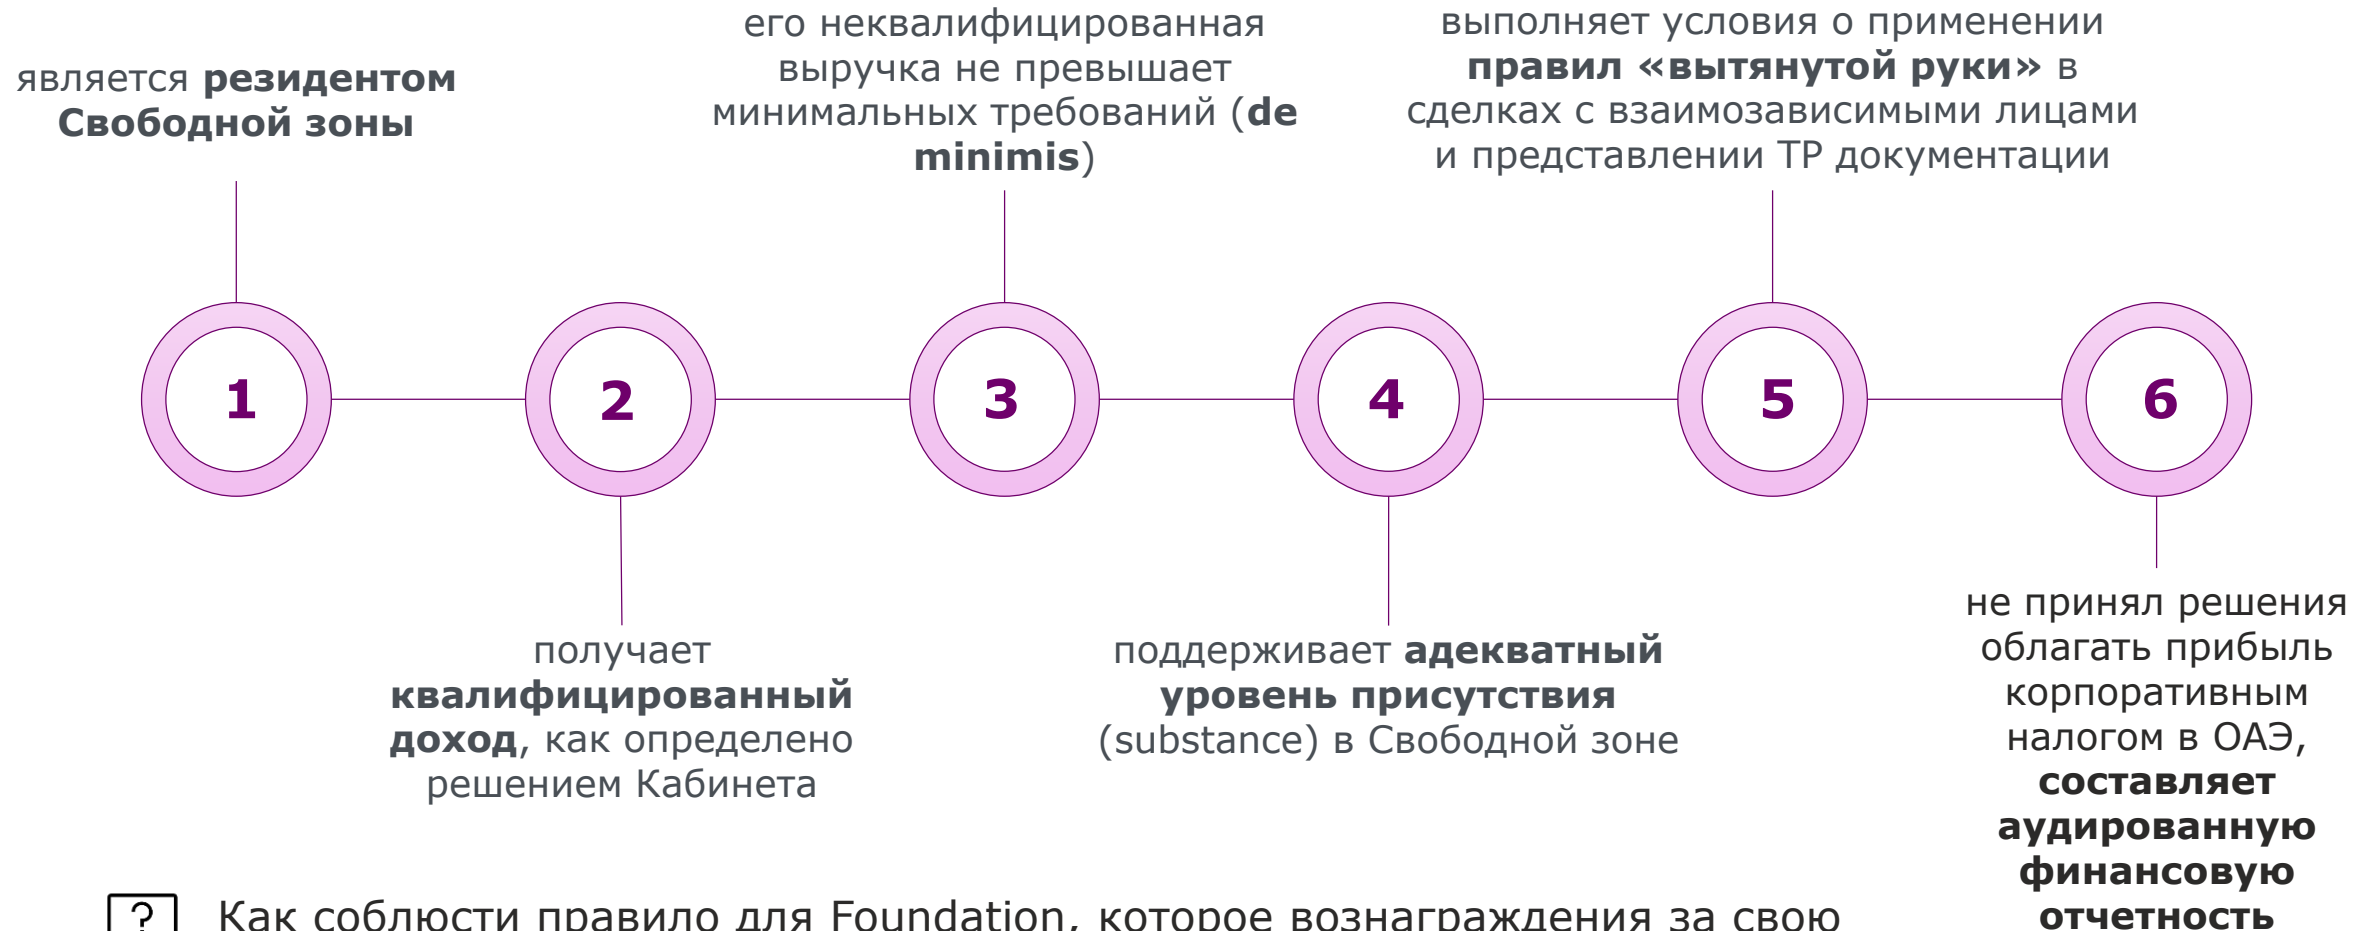 является резидентом
Свободной зоны
его неквалифицированная
выручка не превышает
минимальных требований (de
minimis)
выполняет условия о применении
правил «вытянутой руки» в
сделках с взаимозависимыми лицами
и представлении ТР документации
1
2
3
4
5
6
получает
квалифицированный
доход, как определено
решением Кабинета
поддерживает адекватный
уровень присутствия
(substance) в Свободной зоне
не принял решения
облагать прибыль
корпоративным
налогом в ОАЭ,
составляет
аудированную
финансовую
отчетность
?
Как соблюсти правило для Foundation, которое вознаграждения за свою